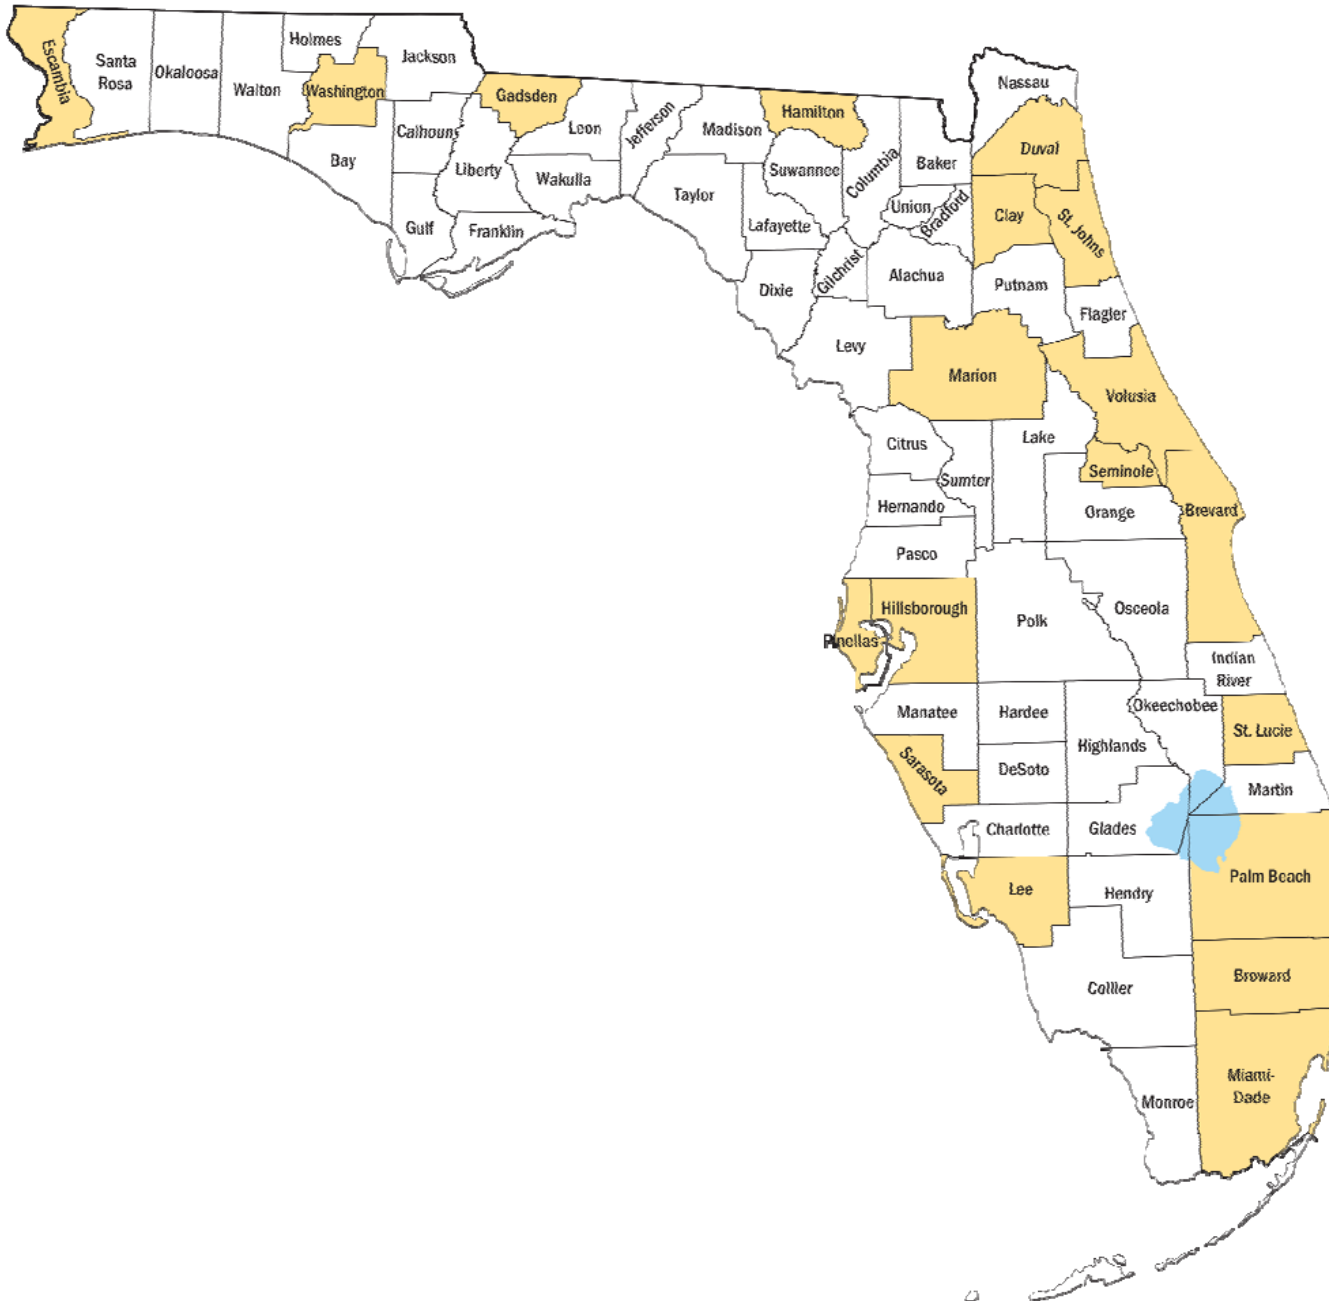 Escambia
Santa
Rosa
Okaloosa
Walton
Holmes
Washington
Jackson
Bay
Calhoun
Gulf
Gadsden
Liberty
Franklin
Leon
Wakulla
Jefferson
Madison
Taylor
Hamilton
Suwannee
Lafayette
Dixie
Columbia
Gilchrist
Levy
Baker
Union
Bradford
Alachua
Nassau
Duval
Clay
St. Johns
Putnam
Flagler
Marion
Volusia
Citrus
Sumter
Lake
Seminole
Hernando
Orange
Brevard
Pasco
Pinellas
Hillsborough
Polk
Osceola
Indian
River
Manatee
Hardee
Okeechobee
St. Lucie
Highlands
Sarasota
DeSoto
Martin
Charlotte
Glades
Lee
Hendry
Palm Beach
Collier
Broward
Miami-
Dade
Monroe